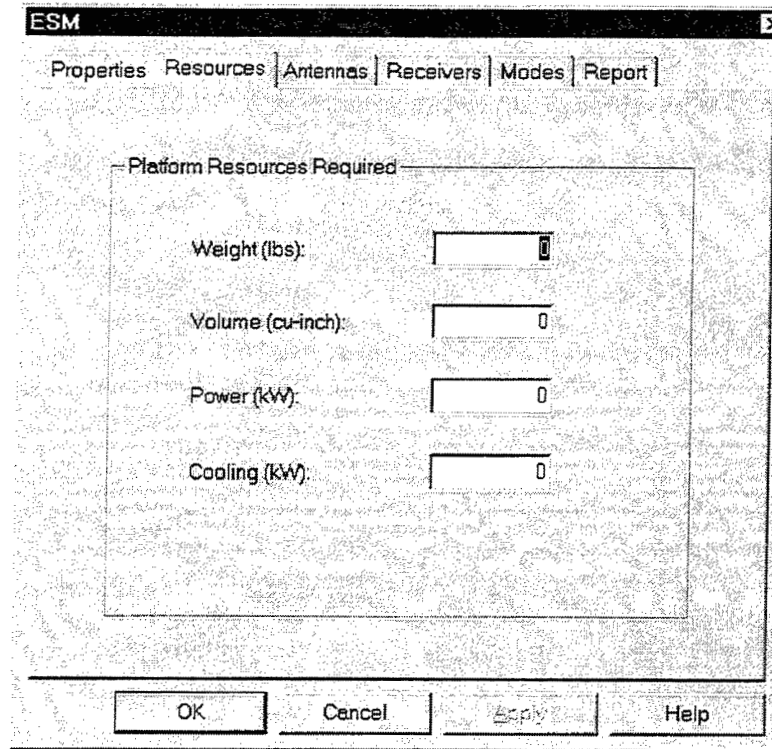 ESM
Properties Resources Antennas Receivers Modes Report
Platform Resources Required
Weight (lbs): 0
Volume (cu-inch): 0
Power (kW): 0
Cooling (kW): 0
OK Cancel Apply Help